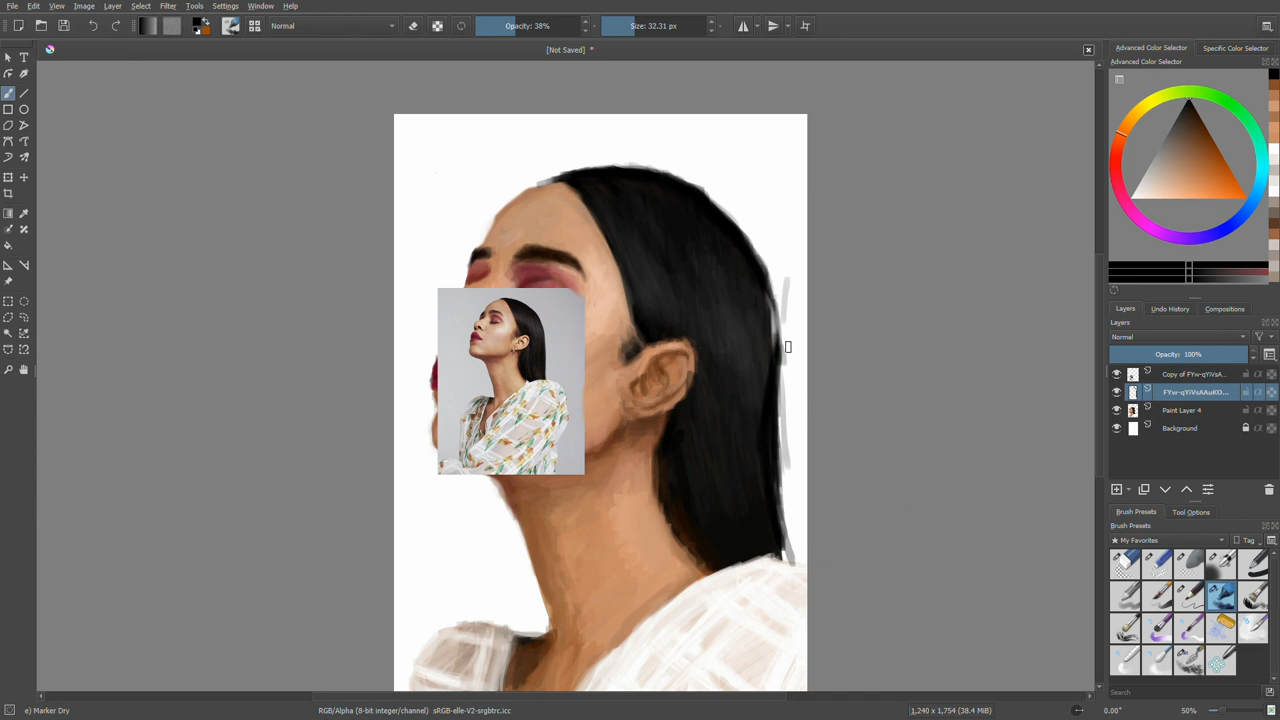 File Edit View Image Layer Select Filter Tools Settings Window Help
Normal Opacity: 38% Size: 32.31 px
[Not Saved] *
Advanced Color Selector Specific Color Selector
Advanced Color Selector
Layers Undo History Compositions
Layers
Normal
Opacity: 100%
Copy of FYw-qYiVsA...
FYw-qYiVsAAuKO...
Paint Layer 4
Background
Brush Presets Tool Options
Brush Presets
★ My Favorites Tag
Search
e) Marker Dry RGB/Alpha (8-bit integer/channel) sRGB-elle-V2-srgbtrc.icc 1,240 x 1,754 (38.4 MiB) 0.00° 50%